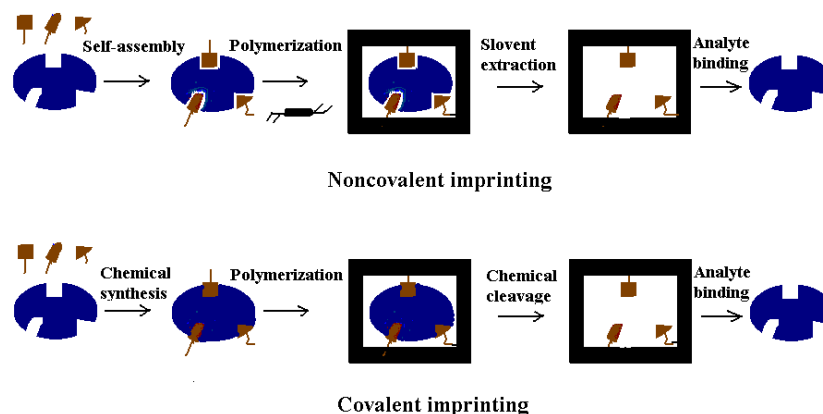 Self-assembly Polymerization Slovent Analyte
extraction binding
Noncovalent imprinting
Chemical Polymerization Chemical Analyte
synthesis cleavage binding
Covalent imprinting